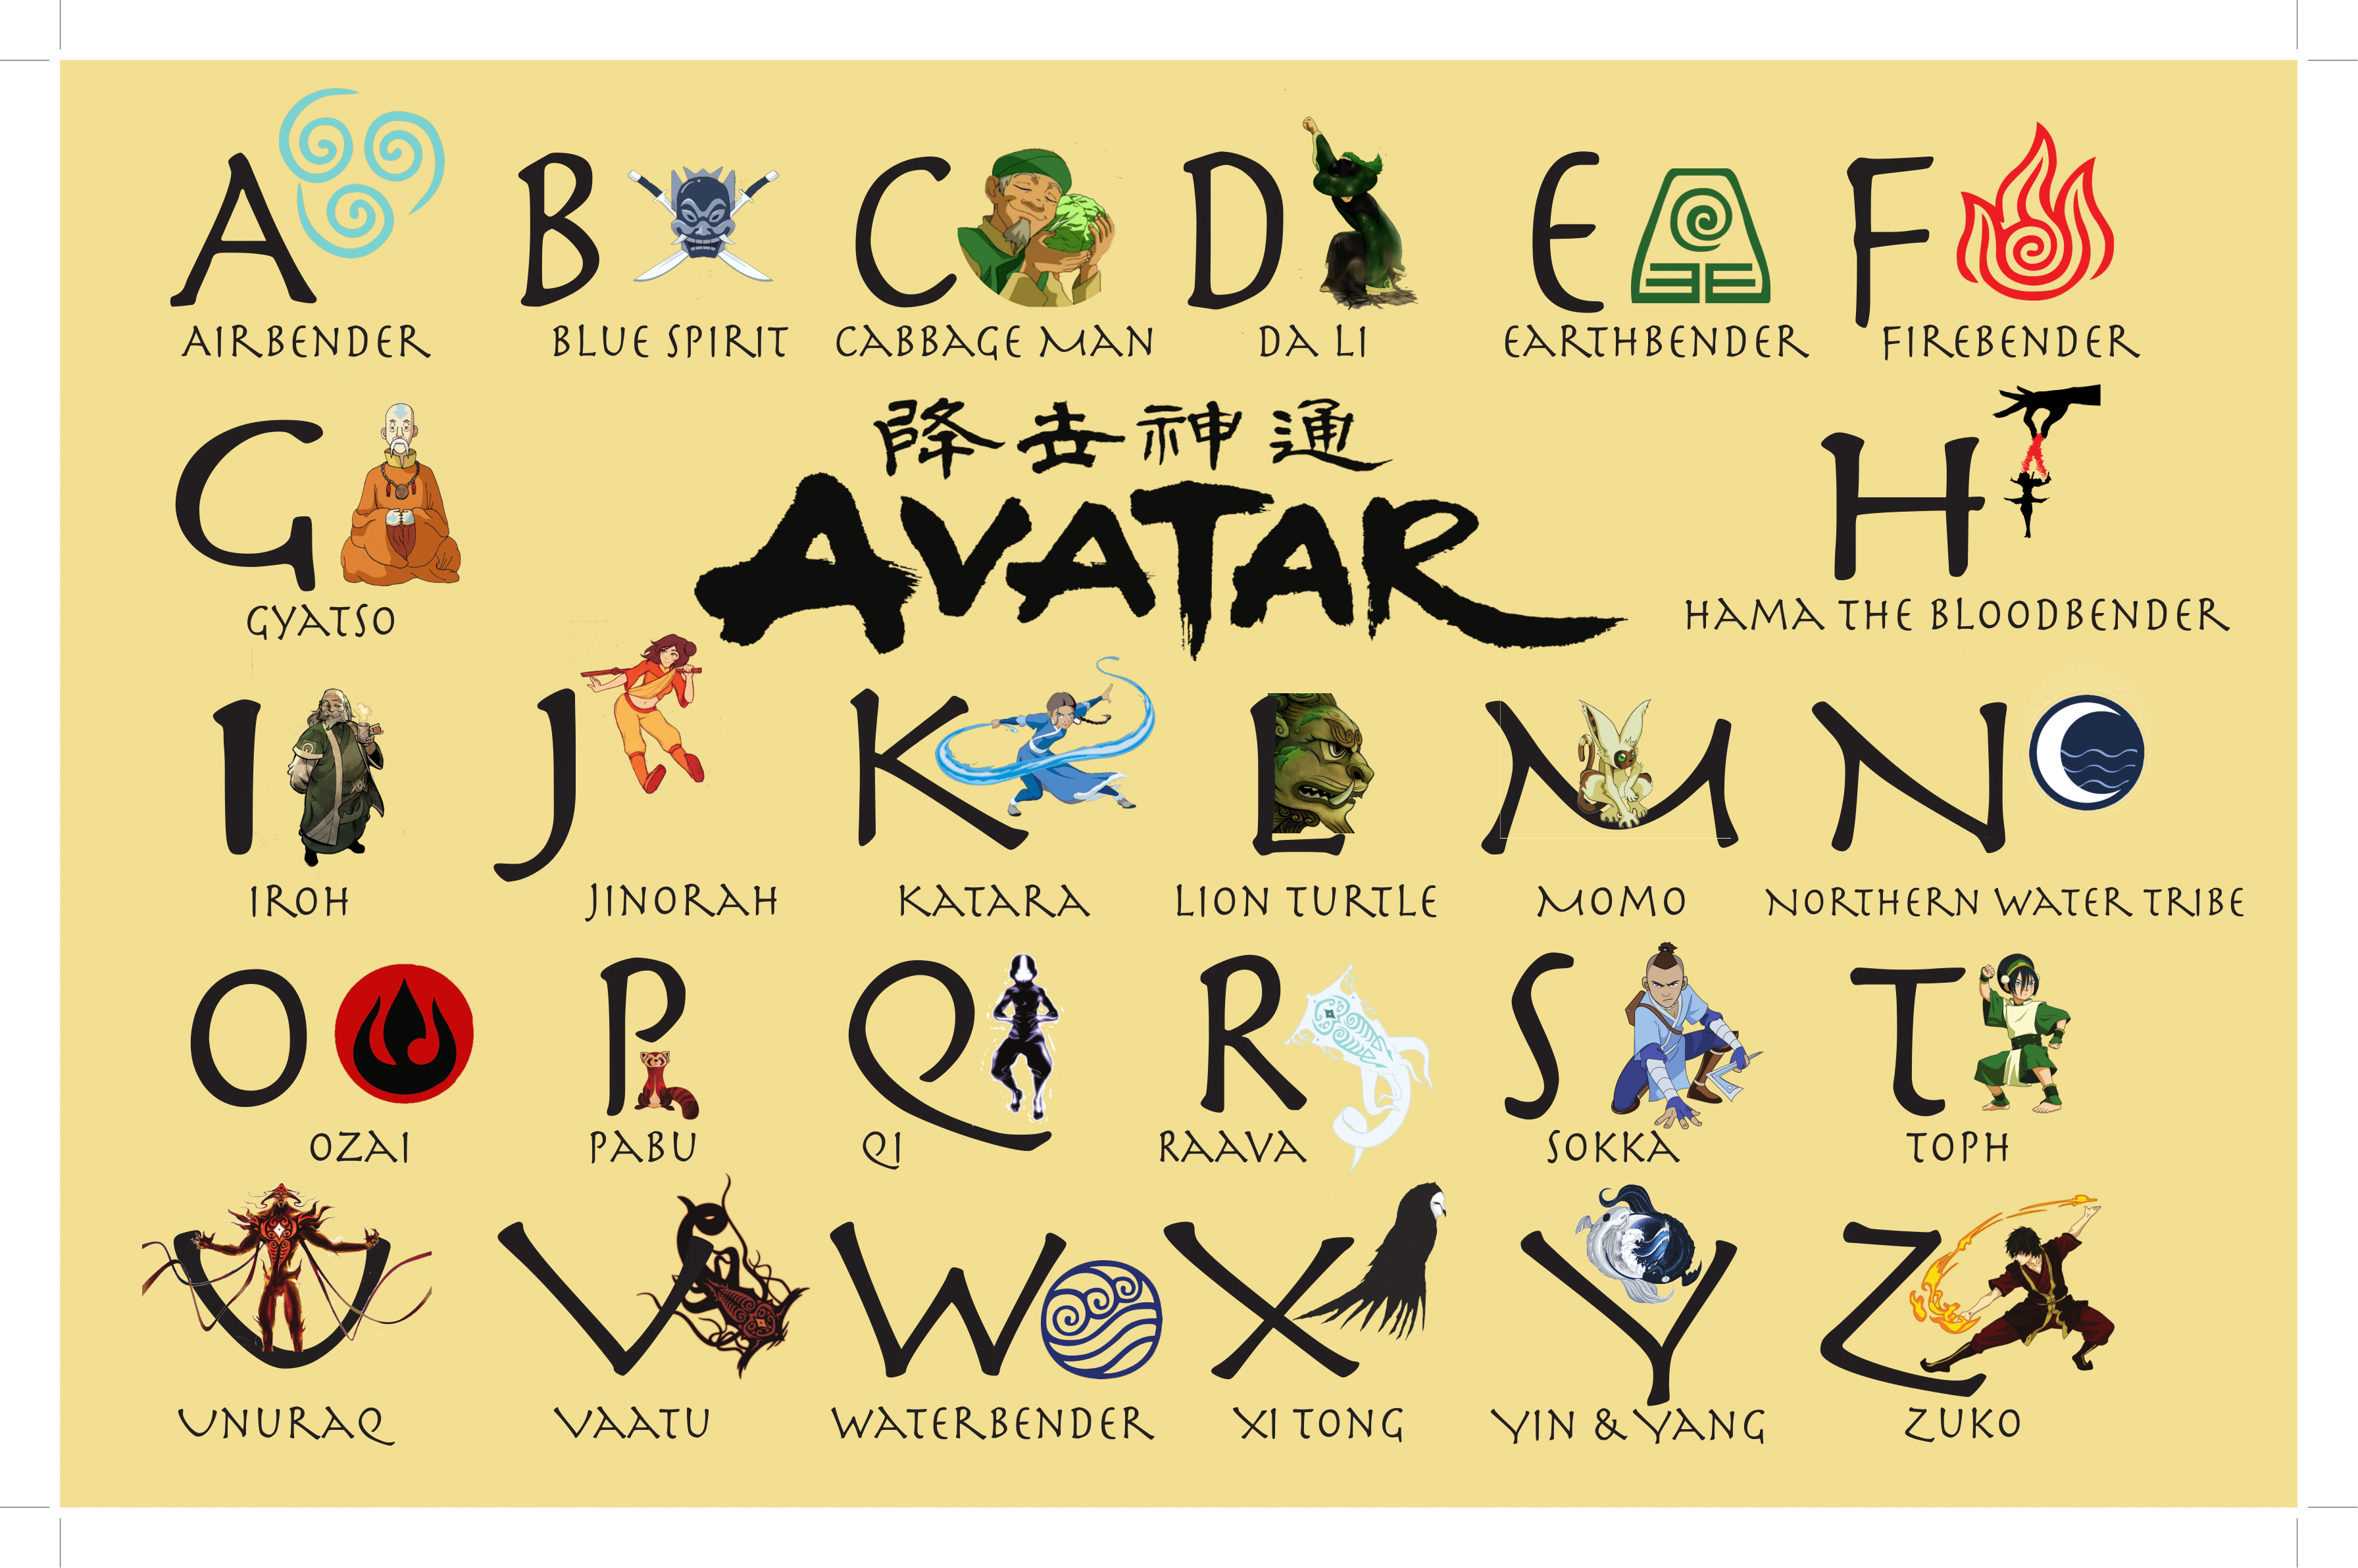 A B C D E F
AIRBENDER BLUE SPIRIT CABBAGE MAN DA LI EARTHBENDER FIREBENDER
降世神通
AVATAR
G H
GYATSO HAMA THE BLOODBENDER
I J K L M N
IROH JINORAH KATARA LION TURTLE MOMO NORTHERN WATER TRIBE
O P Q R S T
OZAI PABU QI RAAVA SOKKA TOPH
U V W X Y Z
UNURAQ VAATU WATERBENDER XI TONG YIN & YANG ZUKO